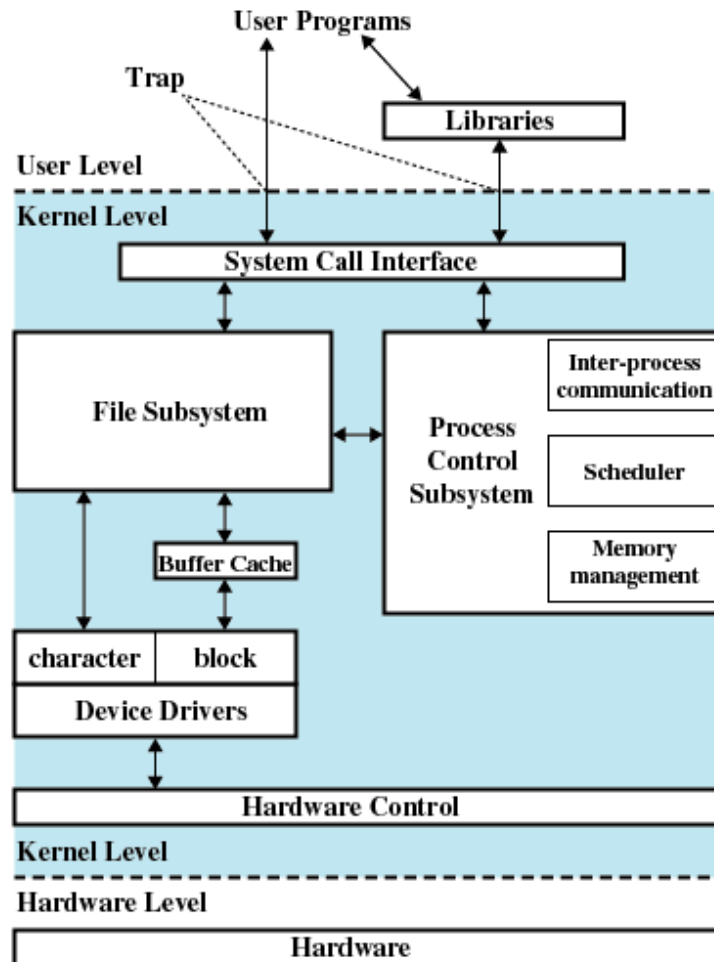 User Programs
Trap
Libraries
User Level
Kernel Level
System Call Interface
File Subsystem
Process
Control
Subsystem
Inter-process
communication
Scheduler
Memory
management
Buffer Cache
character
block
Device Drivers
Hardware Control
Kernel Level
Hardware Level
Hardware